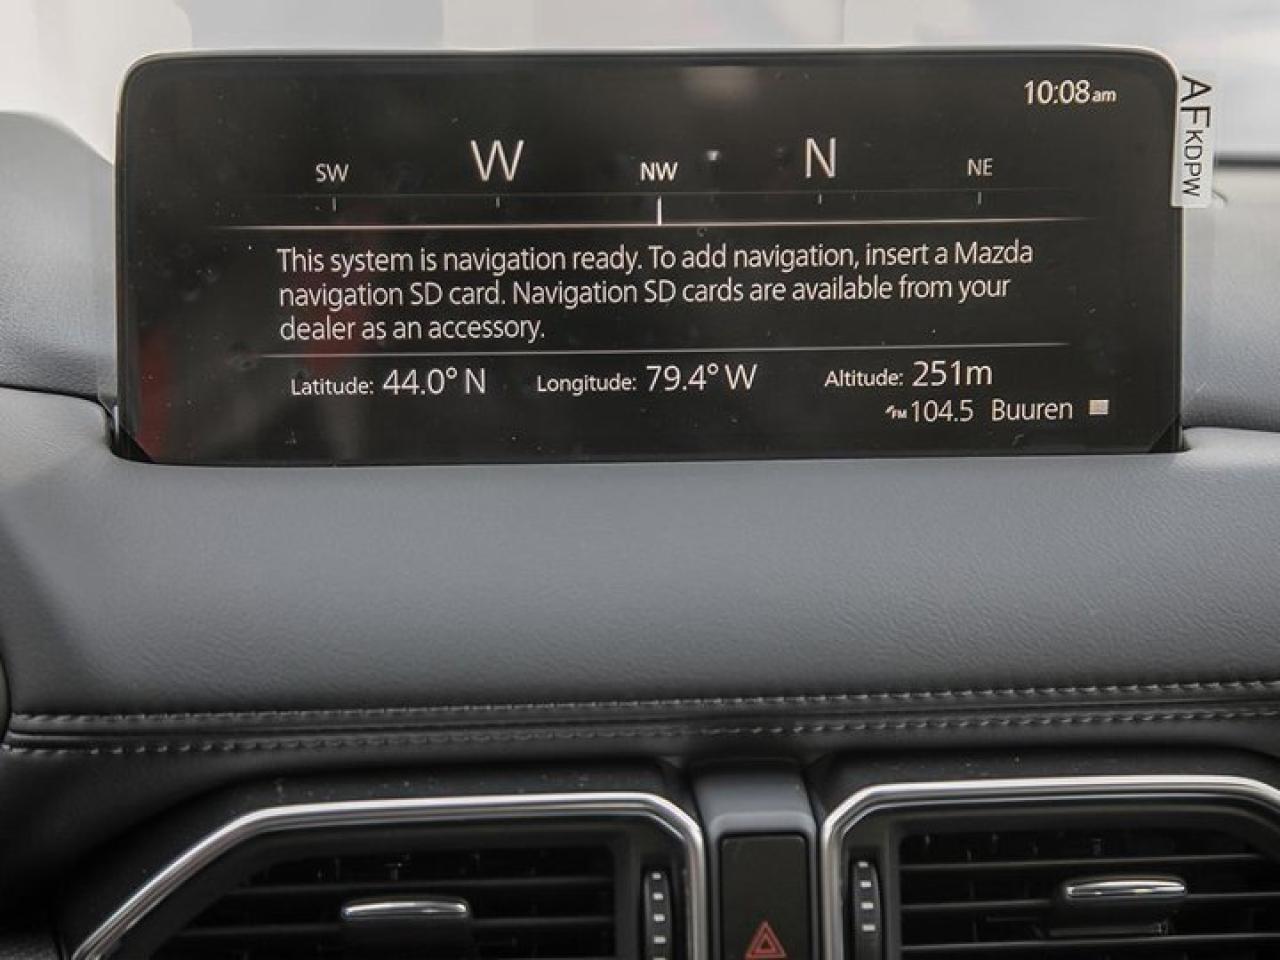 10:08am
SW W NW N NE
This system is navigation ready. To add navigation, insert a Mazda
navigation SD card. Navigation SD cards are available from your
dealer as an accessory.
Latitude: 44.0° N Longitude: 79.4° W Altitude: 251m
FM 104.5 Buuren
AFKDPW